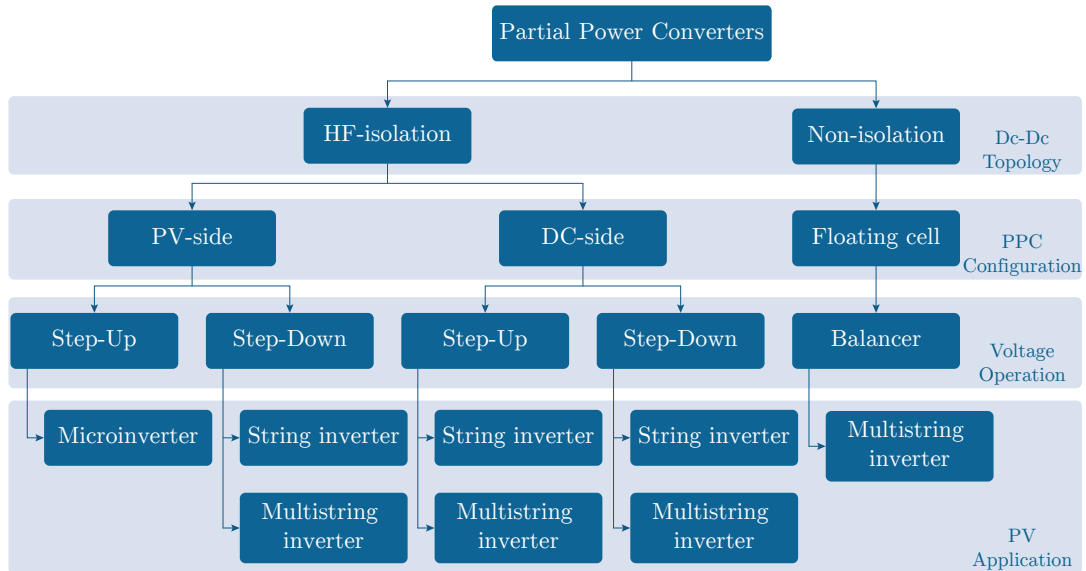 Partial Power Converters
HF-isolation
Non-isolation
Dc-Dc
Topology
PV-side
DC-side
Floating cell
PPC
Configuration
Step-Up
Step-Down
Step-Up
Step-Down
Balancer
Voltage
Operation
Microinverter
String inverter
String inverter
String inverter
Multistring
inverter
Multistring
inverter
Multistring
inverter
Multistring
inverter
PV
Application